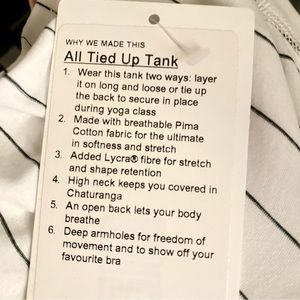 WHY WE MADE THIS
All Tied Up Tank
1. Wear this tank two ways: layer
it on long and loose or tie up
the back to secure in place
during yoga class
2. Made with breathable Pima
Cotton fabric for the ultimate
in softness and stretch
3. Added Lycra® fibre for stretch
and shape retention
4. High neck keeps you covered in
Chaturanga
5. An open back lets your body
breathe
6. Deep armholes for freedom of
movement and to show off your
favourite bra